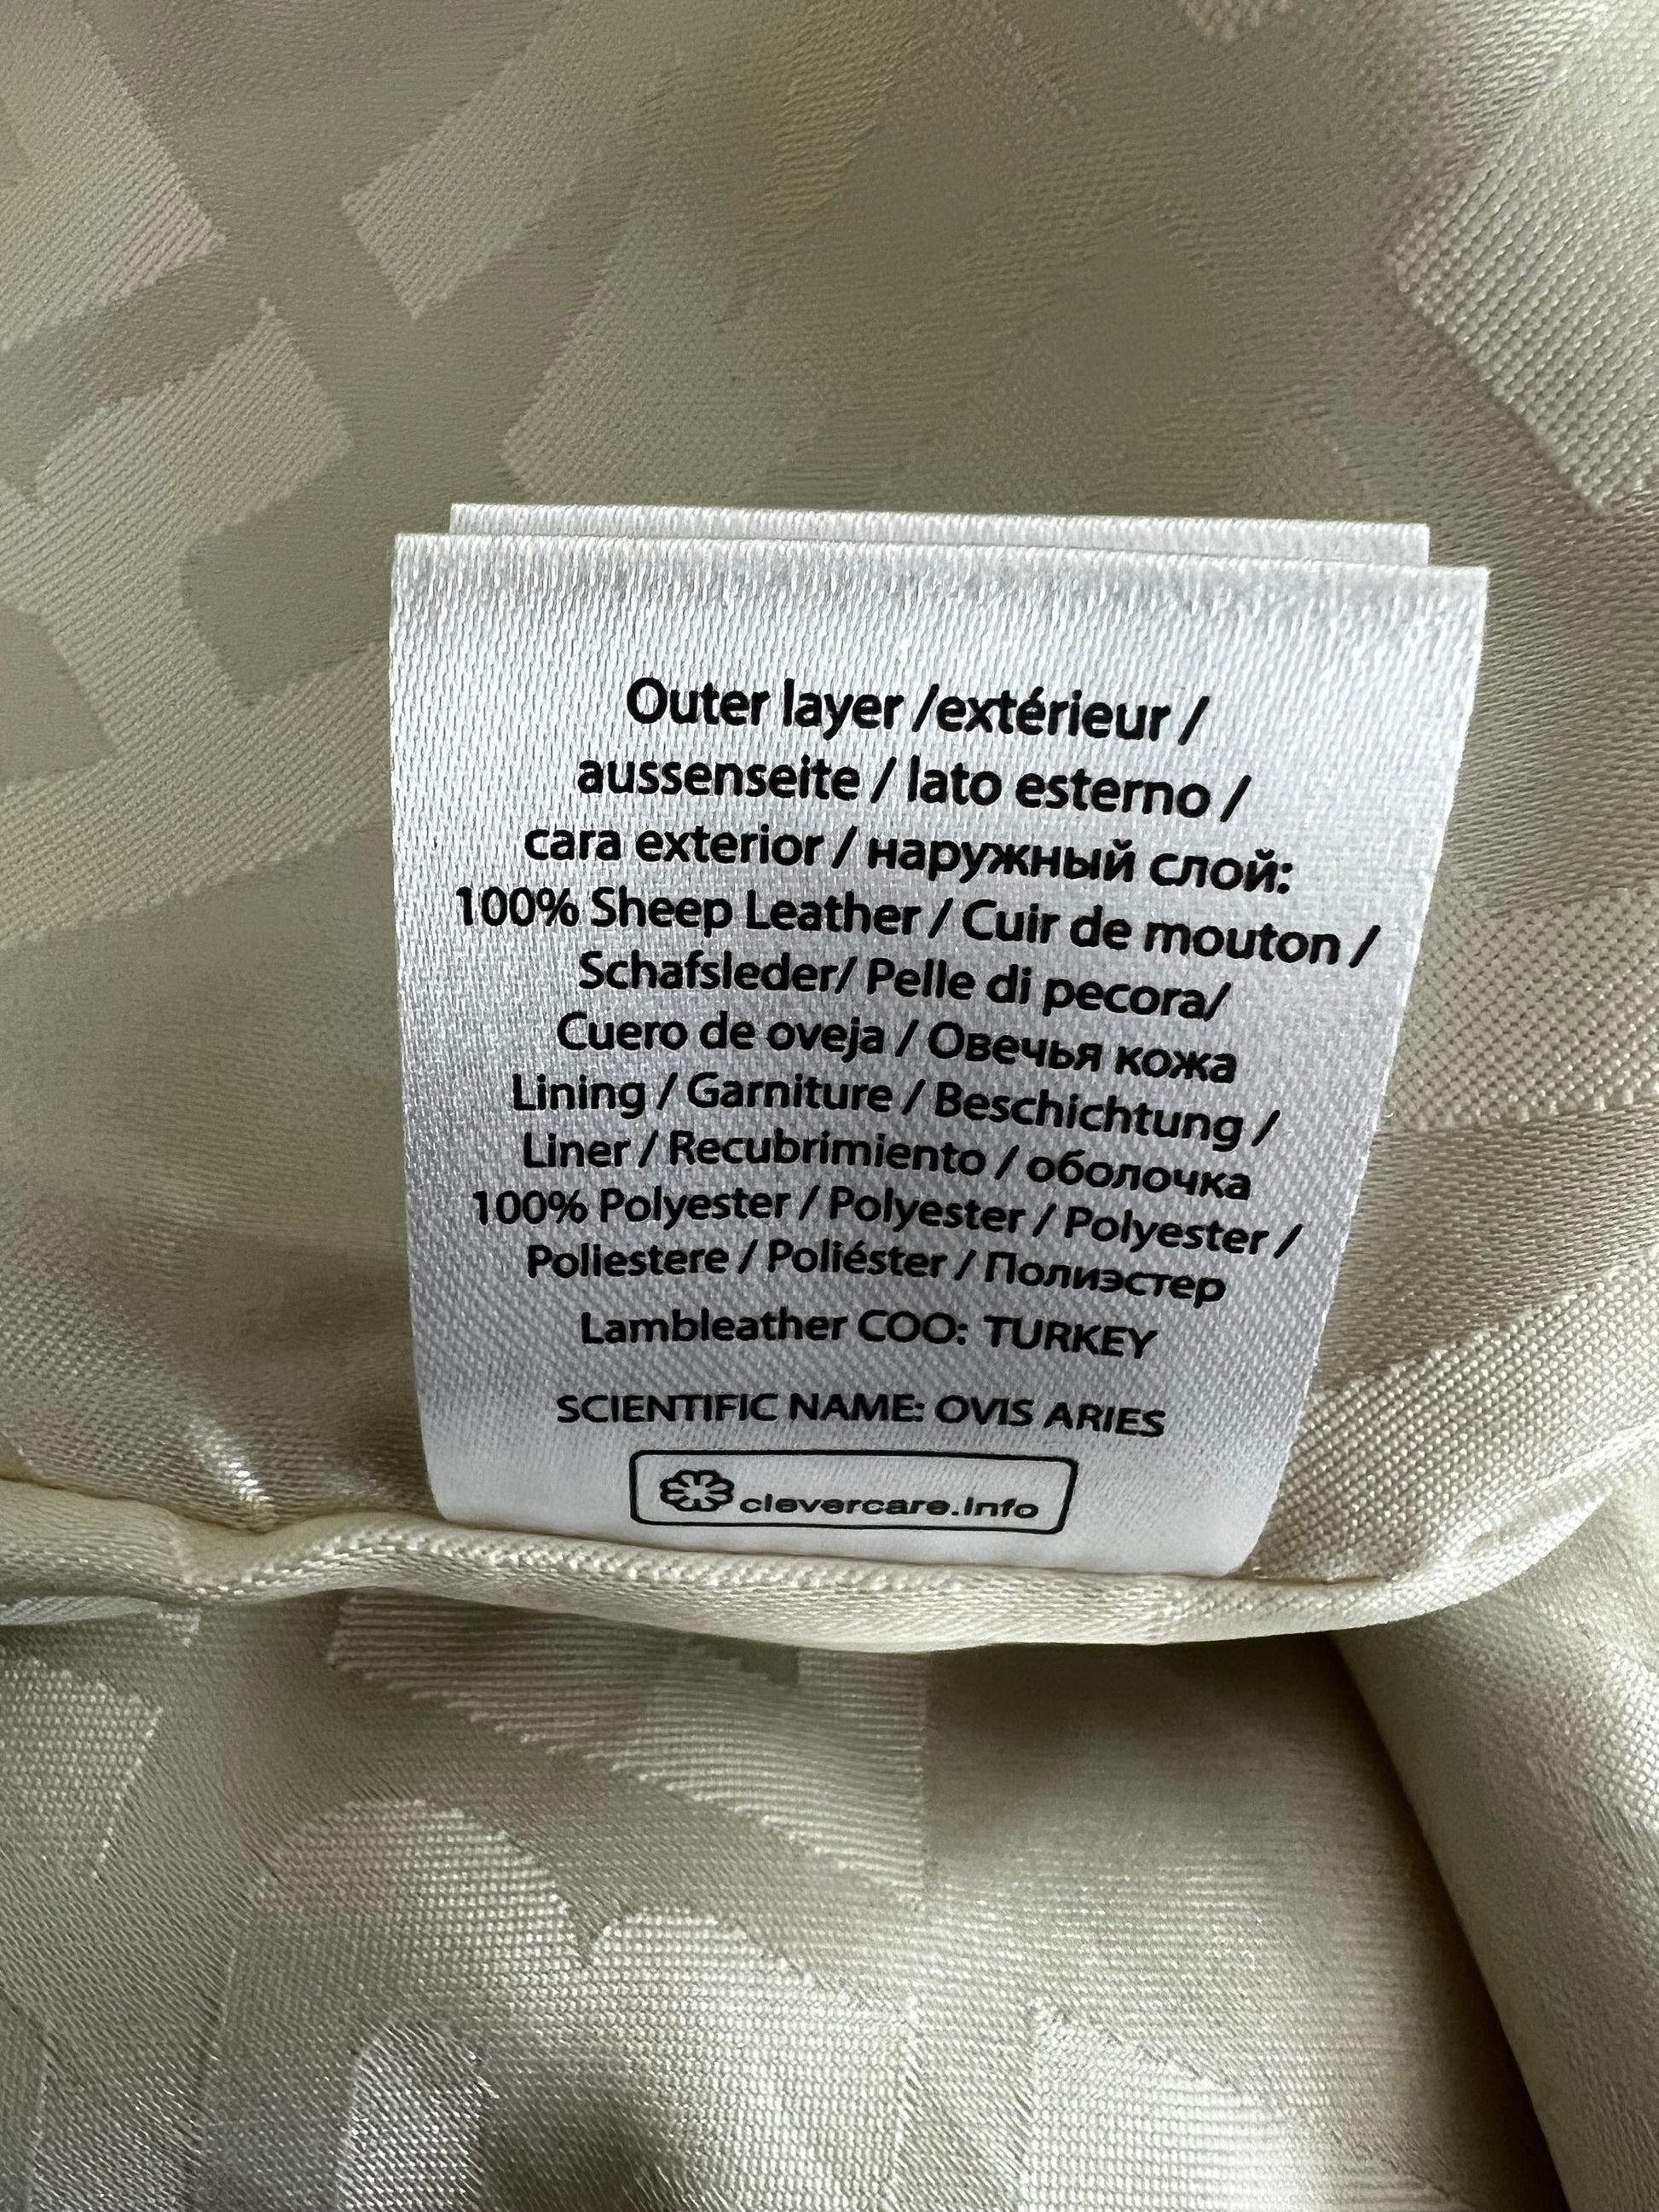 Outer layer /extérieur /
aussenseite / lato esterno /
cara exterior / наружный слой:
100% Sheep Leather / Cuir de mouton /
Schafsleder/ Pelle di pecora/
Cuero de oveja / Овечья кожа
Lining / Garniture / Beschichtung /
Liner / Recubrimiento / оболочка
100% Polyester / Polyester / Polyester /
Poliestere / Poliéster / Полиэстер
Lambleather COO: TURKEY
SCIENTIFIC NAME: OVIS ARIES
clevercare.info